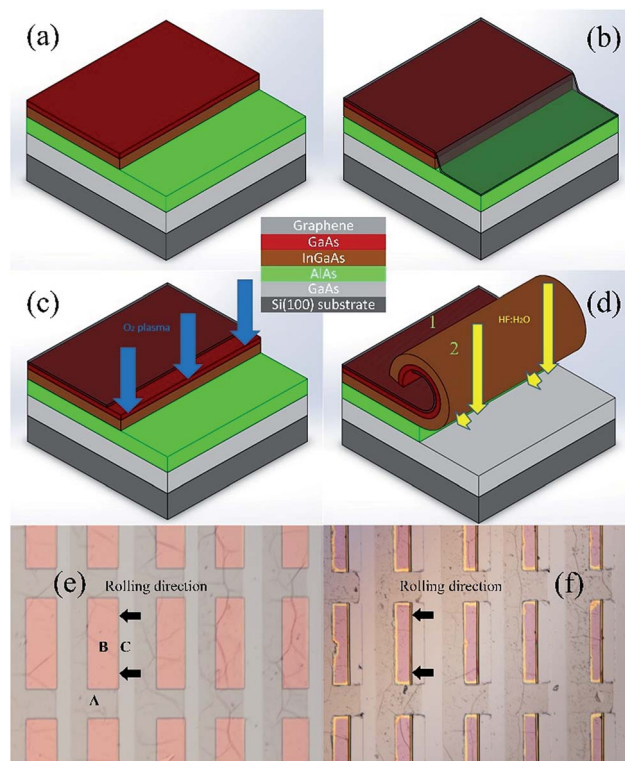 (a)
(b)
Graphene
GaAs
InGaAs
AlAs
GaAs
Si(100) substrate
(c)
O₂ plasma
(d)
1
2
HF:H₂O
(e)
Rolling direction
B
C
A
(f)
Rolling direction